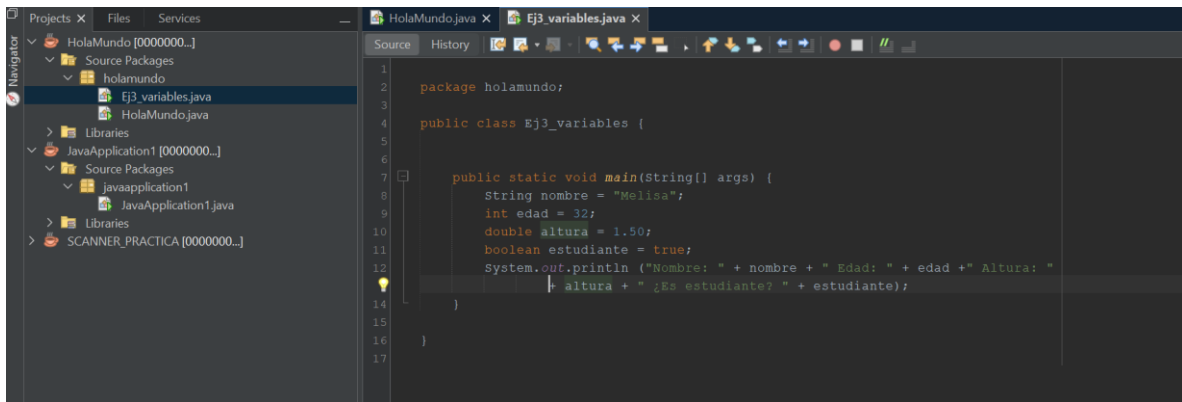 Projects X Files Services
Navigator
HolaMundo [0000000...]
Source Packages
holamundo
Ej3_variables.java
HolaMundo.java
Libraries
JavaApplication1 [0000000...]
Source Packages
javaapplication1
JavaApplication1.java
Libraries
SCANNER_PRACTICA [0000000...]
HolaMundo.java X Ej3_variables.java X
Source History
1
2 package holamundo;
3
4 public class Ej3_variables {
5
6
7 public static void main(String[] args) {
8 String nombre = "Melisa";
9 int edad = 32;
10 double altura = 1.50;
11 boolean estudiante = true;
12 System.out.println ("Nombre: " + nombre + " Edad: " + edad +" Altura: "
+ altura + " ¿Es estudiante? " + estudiante);
14 }
15
16 }
17